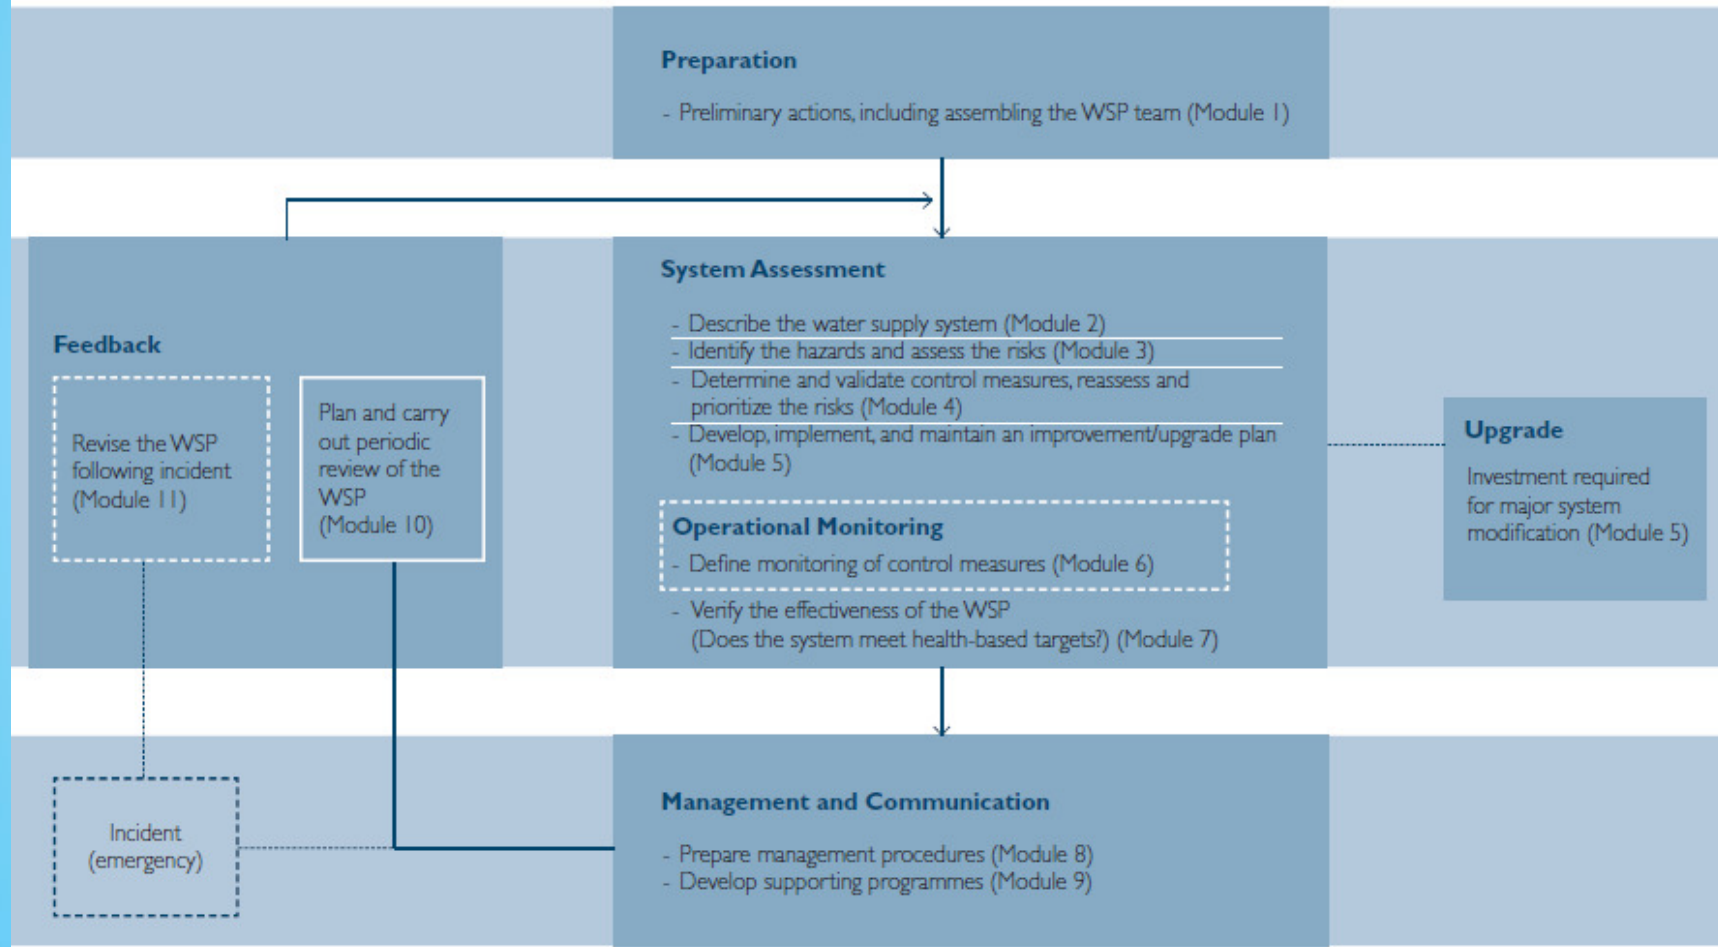 Preparation
- Preliminary actions, including assembling the WSP team (Module 1)
Feedback
Revise the WSP
following incident
(Module 11)
Plan and carry
out periodic
review of the
WSP
(Module 10)
System Assessment
- Describe the water supply system (Module 2)
- Identify the hazards and assess the risks (Module 3)
- Determine and validate control measures, reassess and
prioritize the risks (Module 4)
- Develop, implement, and maintain an improvement/upgrade plan
(Module 5)
Operational Monitoring
- Define monitoring of control measures (Module 6)
- Verify the effectiveness of the WSP
(Does the system meet health-based targets?) (Module 7)
Upgrade
Investment required
for major system
modification (Module 5)
Incident
(emergency)
Management and Communication
- Prepare management procedures (Module 8)
- Develop supporting programmes (Module 9)